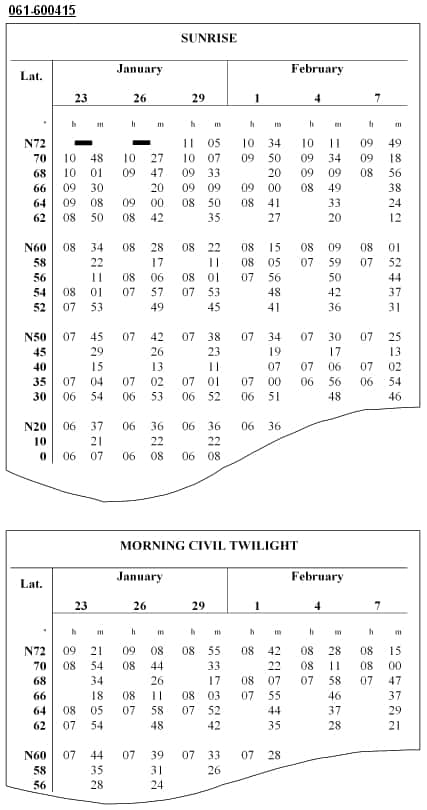 061-600415
SUNRISE
Lat. January February
23 26 29 1 4 7
° h m h m h m h m h m h m
N72 11 05 10 34 10 11 09 49
70 10 48 10 27 10 07 09 50 09 34 09 18
68 10 01 09 47 09 33 20 09 09 08 56
66 09 30 20 09 09 09 00 08 49 38
64 09 08 09 00 08 50 08 41 33 24
62 08 50 08 42 35 27 20 12
N60 08 34 08 28 08 22 08 15 08 09 08 01
58 22 17 11 08 05 07 59 07 52
56 11 08 06 08 01 07 56 50 44
54 08 01 07 57 07 53 48 42 37
52 07 53 49 45 41 36 31
N50 07 45 07 42 07 38 07 34 07 30 07 25
45 29 26 23 19 17 13
40 15 13 11 07 07 06 07 02
35 07 04 07 02 07 01 07 00 06 56 06 54
30 06 54 06 53 06 52 06 51 48 46
N20 06 37 06 36 06 36 06 36
10 21 22 22
0 06 07 06 08 06 08
MORNING CIVIL TWILIGHT
Lat. January February
23 26 29 1 4 7
° h m h m h m h m h m h m
N72 09 21 09 08 08 55 08 42 08 28 08 15
70 08 54 08 44 33 22 08 11 08 00
68 34 26 17 08 07 07 58 07 47
66 18 08 11 08 03 07 55 46 37
64 08 05 07 58 07 52 44 37 29
62 07 54 48 42 35 28 21
N60 07 44 07 39 07 33 07 28
58 35 31 26
56 28 24